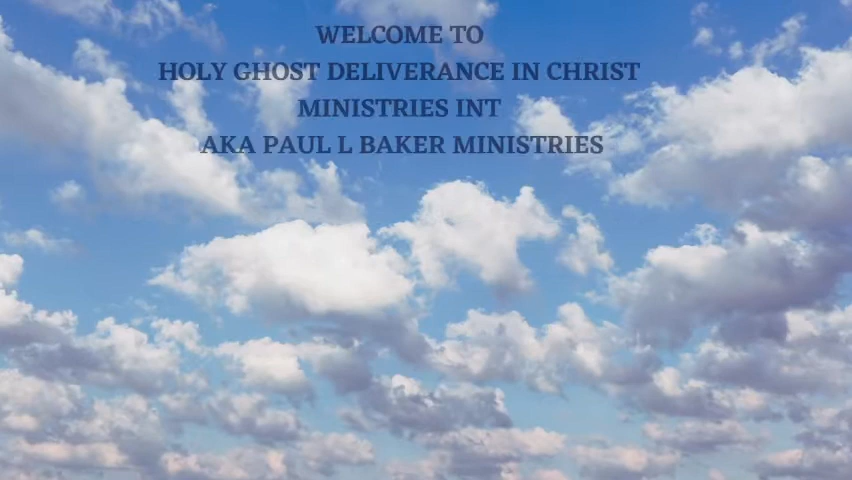 WELCOME TO
HOLY GHOST DELIVERANCE IN CHRIST
MINISTRIES INT
AKA PAUL L BAKER MINISTRIES